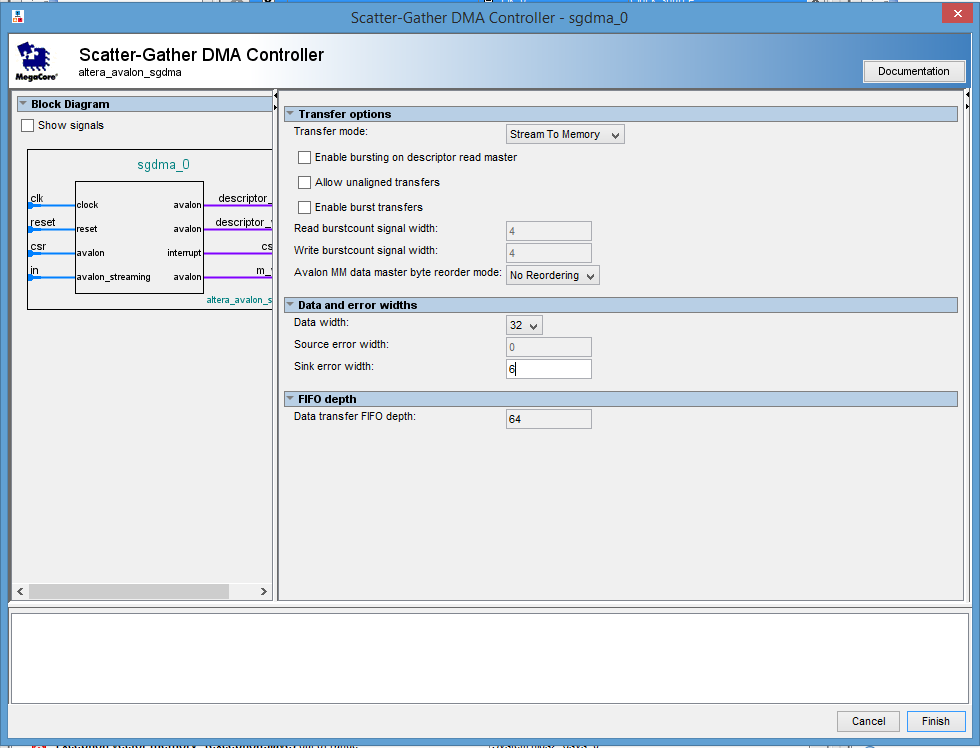 Scatter-Gather DMA Controller - sgdma_0
Scatter-Gather DMA Controller
altera_avalon_sgdma
MegaCore®
Documentation
Block Diagram
Show signals
sgdma_0
clk
clock
avalon
descriptor_
reset
reset
avalon
descriptor_
csr
avalon
interrupt
cs
in
avalon_streaming
avalon
m_
altera_avalon_s
Transfer options
Transfer mode: Stream To Memory
Enable bursting on descriptor read master
Allow unaligned transfers
Enable burst transfers
Read burstcount signal width: 4
Write burstcount signal width: 4
Avalon MM data master byte reorder mode: No Reordering
Data and error widths
Data width: 32
Source error width: 0
Sink error width: 6
FIFO depth
Data transfer FIFO depth: 64
Cancel
Finish